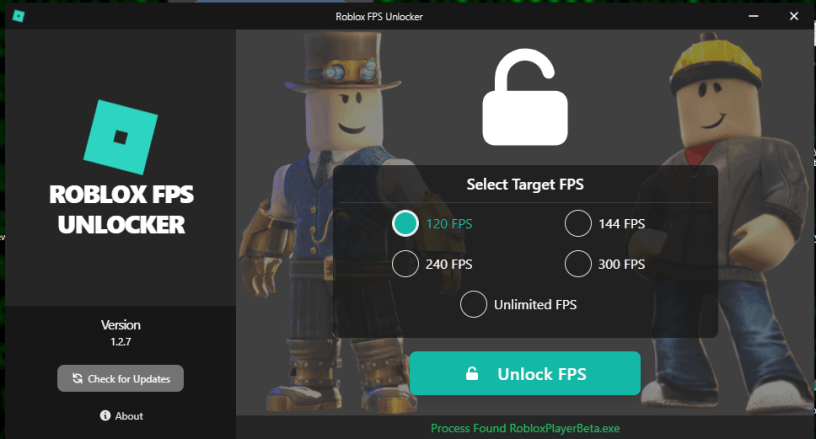 Roblox FPS Unlocker
ROBLOX FPS
UNLOCKER
Version
1.2.7
Check for Updates
About
Select Target FPS
120 FPS
144 FPS
240 FPS
300 FPS
Unlimited FPS
Unlock FPS
Process Found RobloxPlayerBeta.exe